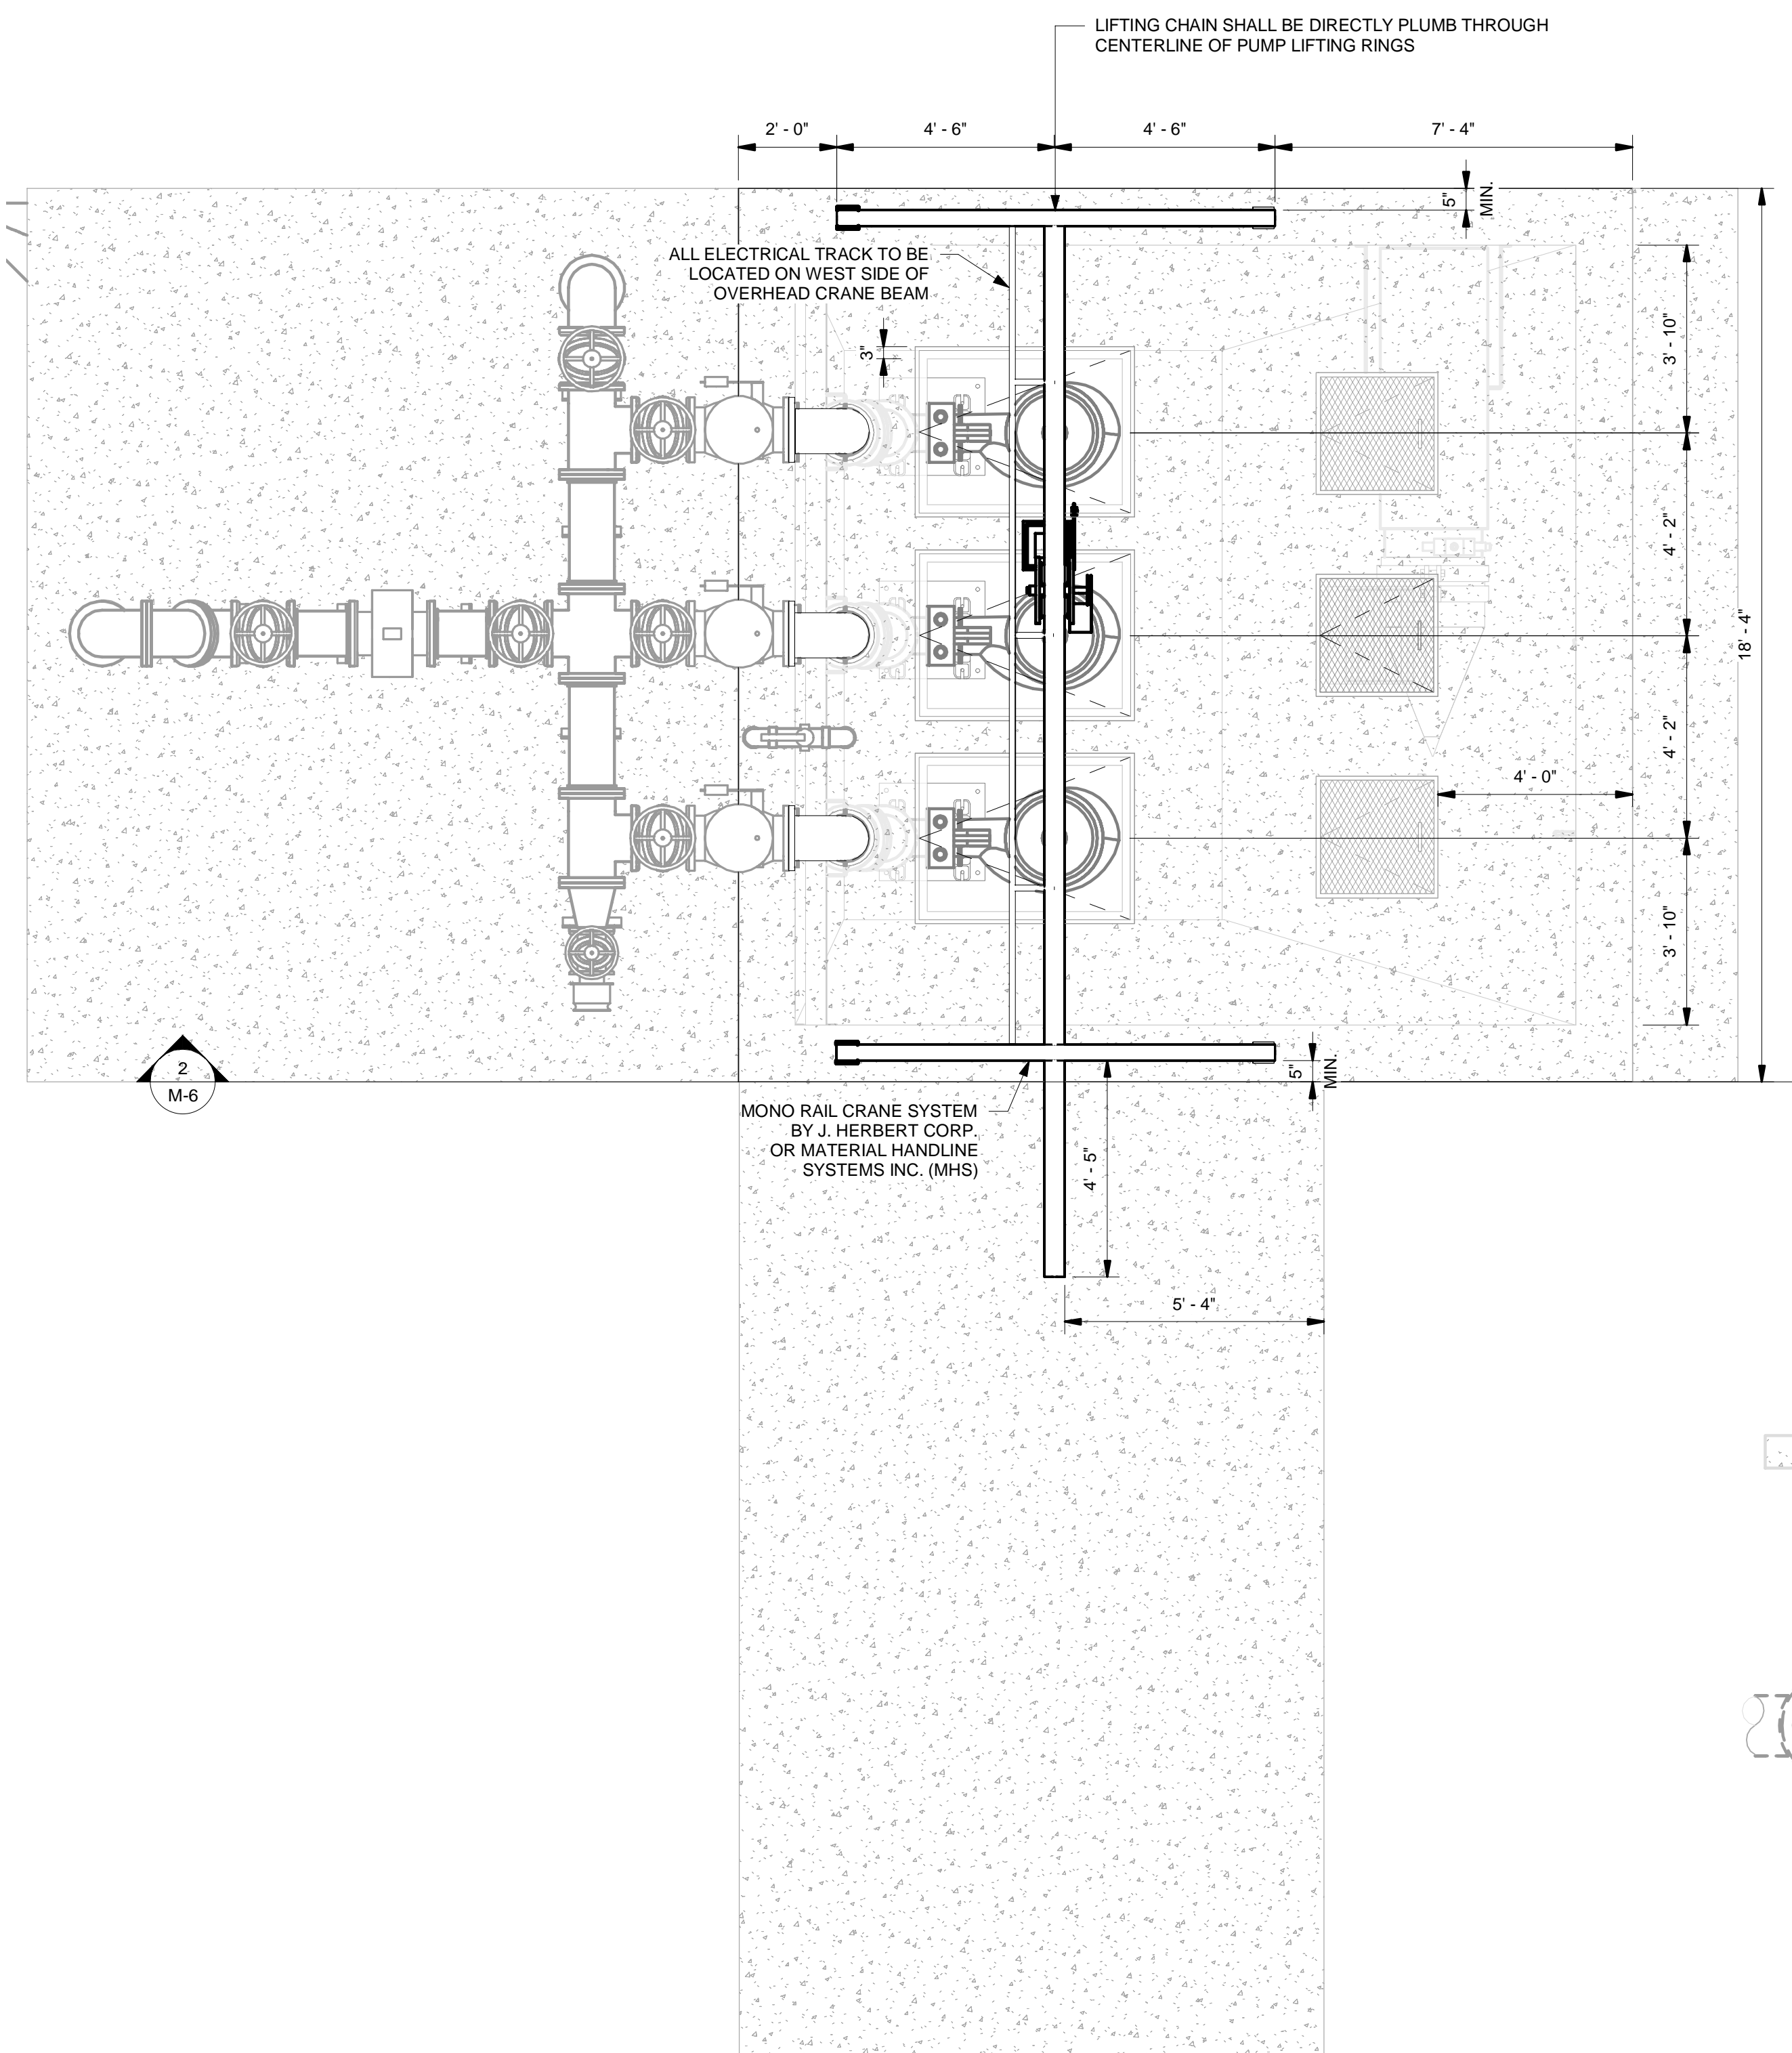 LIFTING CHAIN SHALL BE DIRECTLY PLUMB THROUGH
CENTERLINE OF PUMP LIFTING RINGS
2' - 0"
4' - 6"
4' - 6"
7' - 4"
5"
MIN.
ALL ELECTRICAL TRACK TO BE
LOCATED ON WEST SIDE OF
OVERHEAD CRANE BEAM
3"
3' - 10"
4' - 2"
18' - 4"
4' - 2"
4' - 0"
3' - 10"
2
M-6
5"
MIN.
MONO RAIL CRANE SYSTEM
BY J. HERBERT CORP.
OR MATERIAL HANDLINE
SYSTEMS INC. (MHS)
4' - 5"
5' - 4"